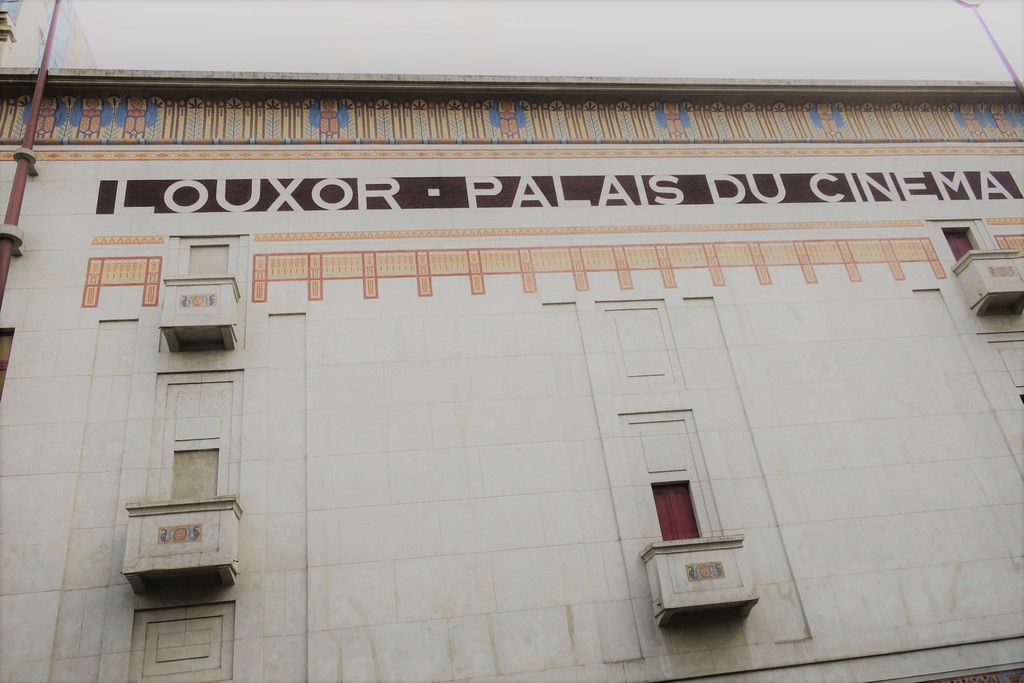 LOUXOR - PALAIS DU CINEMA